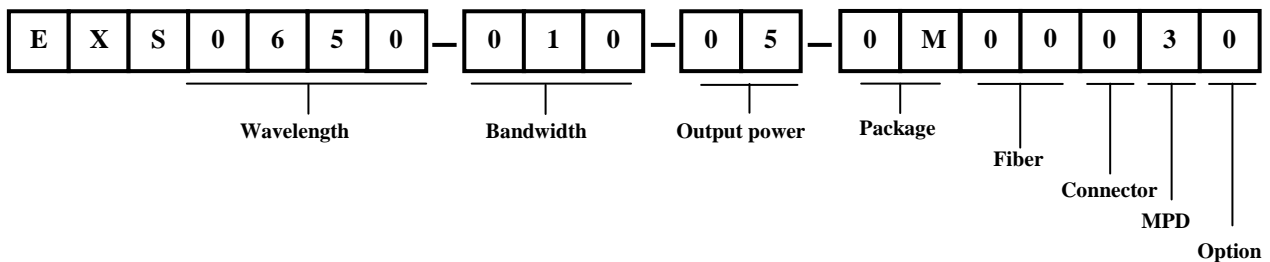 E X S 0 6 5 0 – 0 1 0 – 0 5 – 0 M 0 0 0 3 0
Wavelength Bandwidth Output power Package
Fiber
Connector
MPD
Option